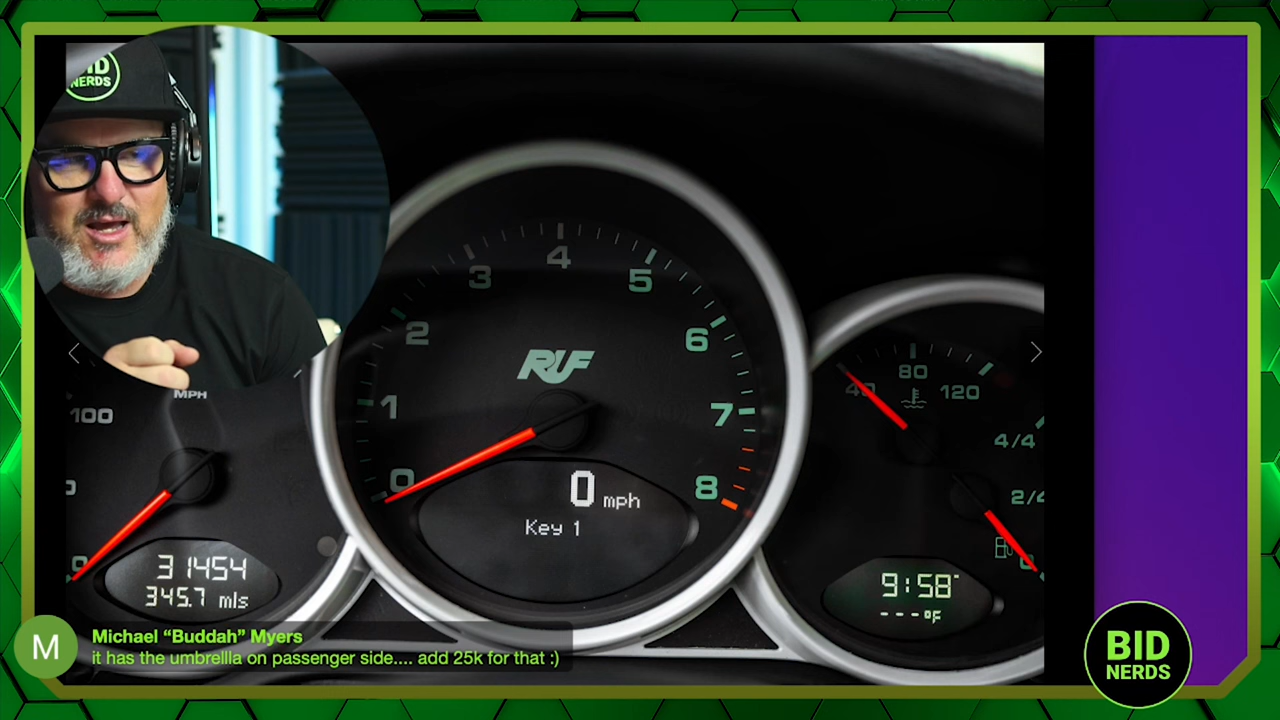 BID
NERDS
MPH
100
31454
345.7 mls
0
1
2
3
4
5
6
7
8
RUF
0 mph
Key 1
40
80
120
4/4
2/4
0
9:58
---°F
Michael “Buddah” Myers
it has the umbrellla on passenger side.... add 25k for that :)
M
BID
NERDS